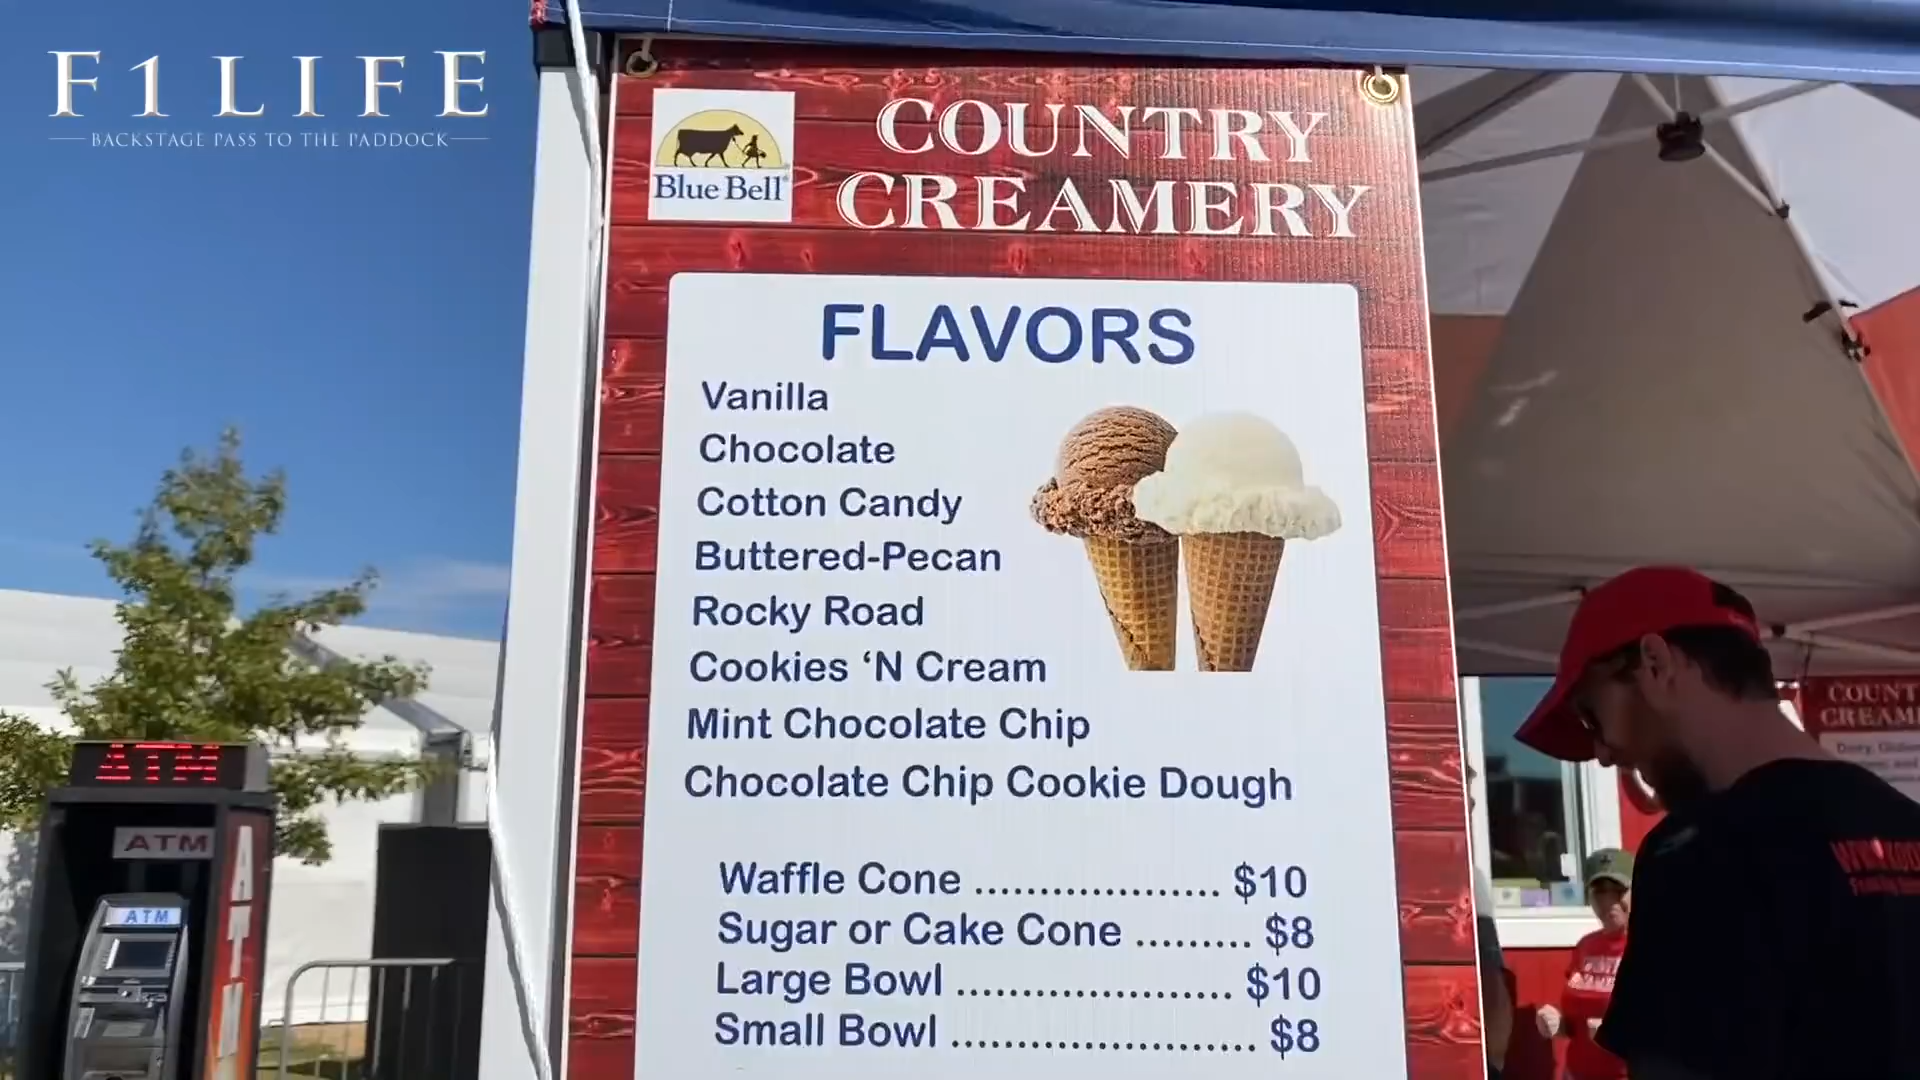 F1LIFE
BACKSTAGE PASS TO THE PADDOCK
Blue Bell
COUNTRY
CREAMERY
FLAVORS
Vanilla
Chocolate
Cotton Candy
Buttered-Pecan
Rocky Road
Cookies ‘N Cream
Mint Chocolate Chip
Chocolate Chip Cookie Dough
Waffle Cone ................... $10
Sugar or Cake Cone ......... $8
Large Bowl ..................... $10
Small Bowl ....................... $8
ATM
ATM
ATM
ATM
COUNT
CREAM